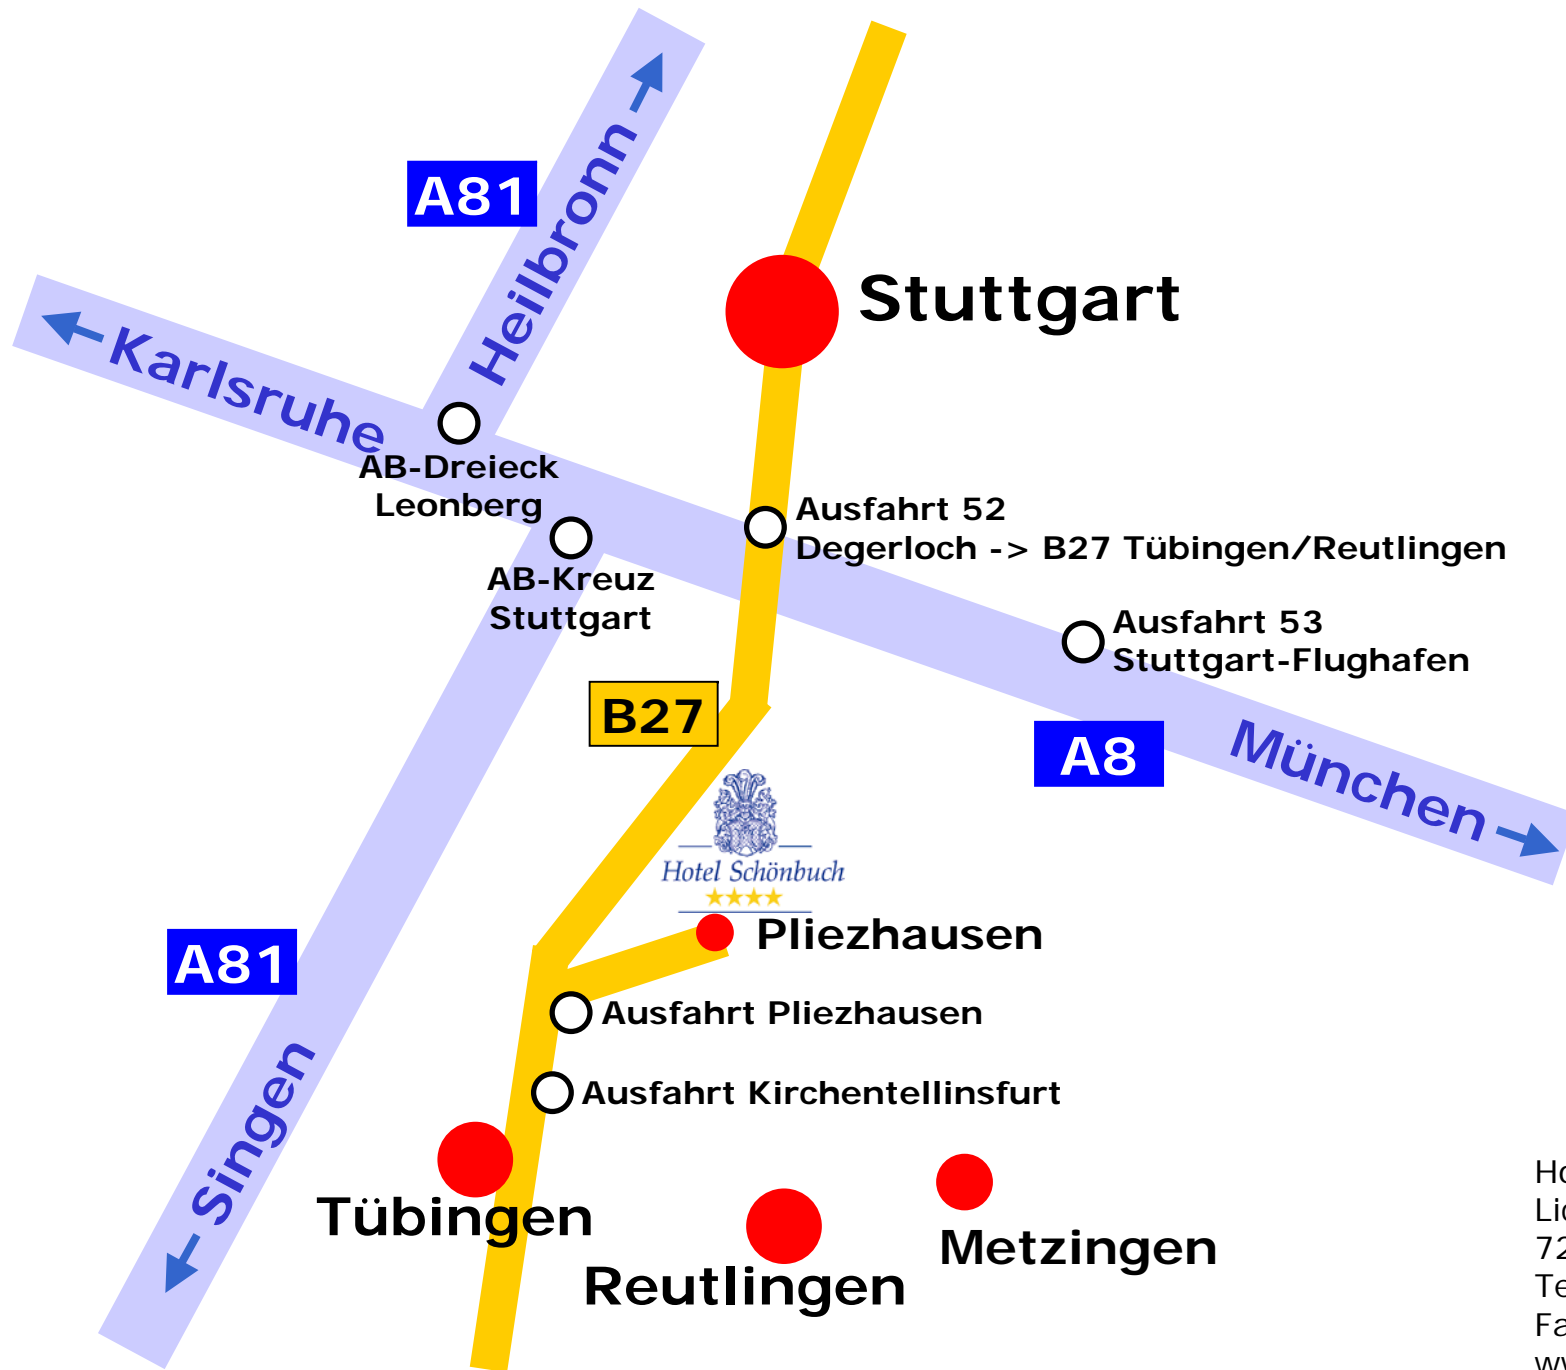 A81
Heilbronn
Stuttgart
Karlsruhe
AB-Dreieck
Leonberg
Ausfahrt 52
Degerloch -> B27 Tübingen/Reutlingen
AB-Kreuz
Stuttgart
Ausfahrt 53
Stuttgart-Flughafen
B27
A8
München
Hotel Schönbuch
Pliezhausen
A81
Ausfahrt Pliezhausen
Singen
Ausfahrt Kirchentellinsfurt
Tübingen
Reutlingen
Metzingen